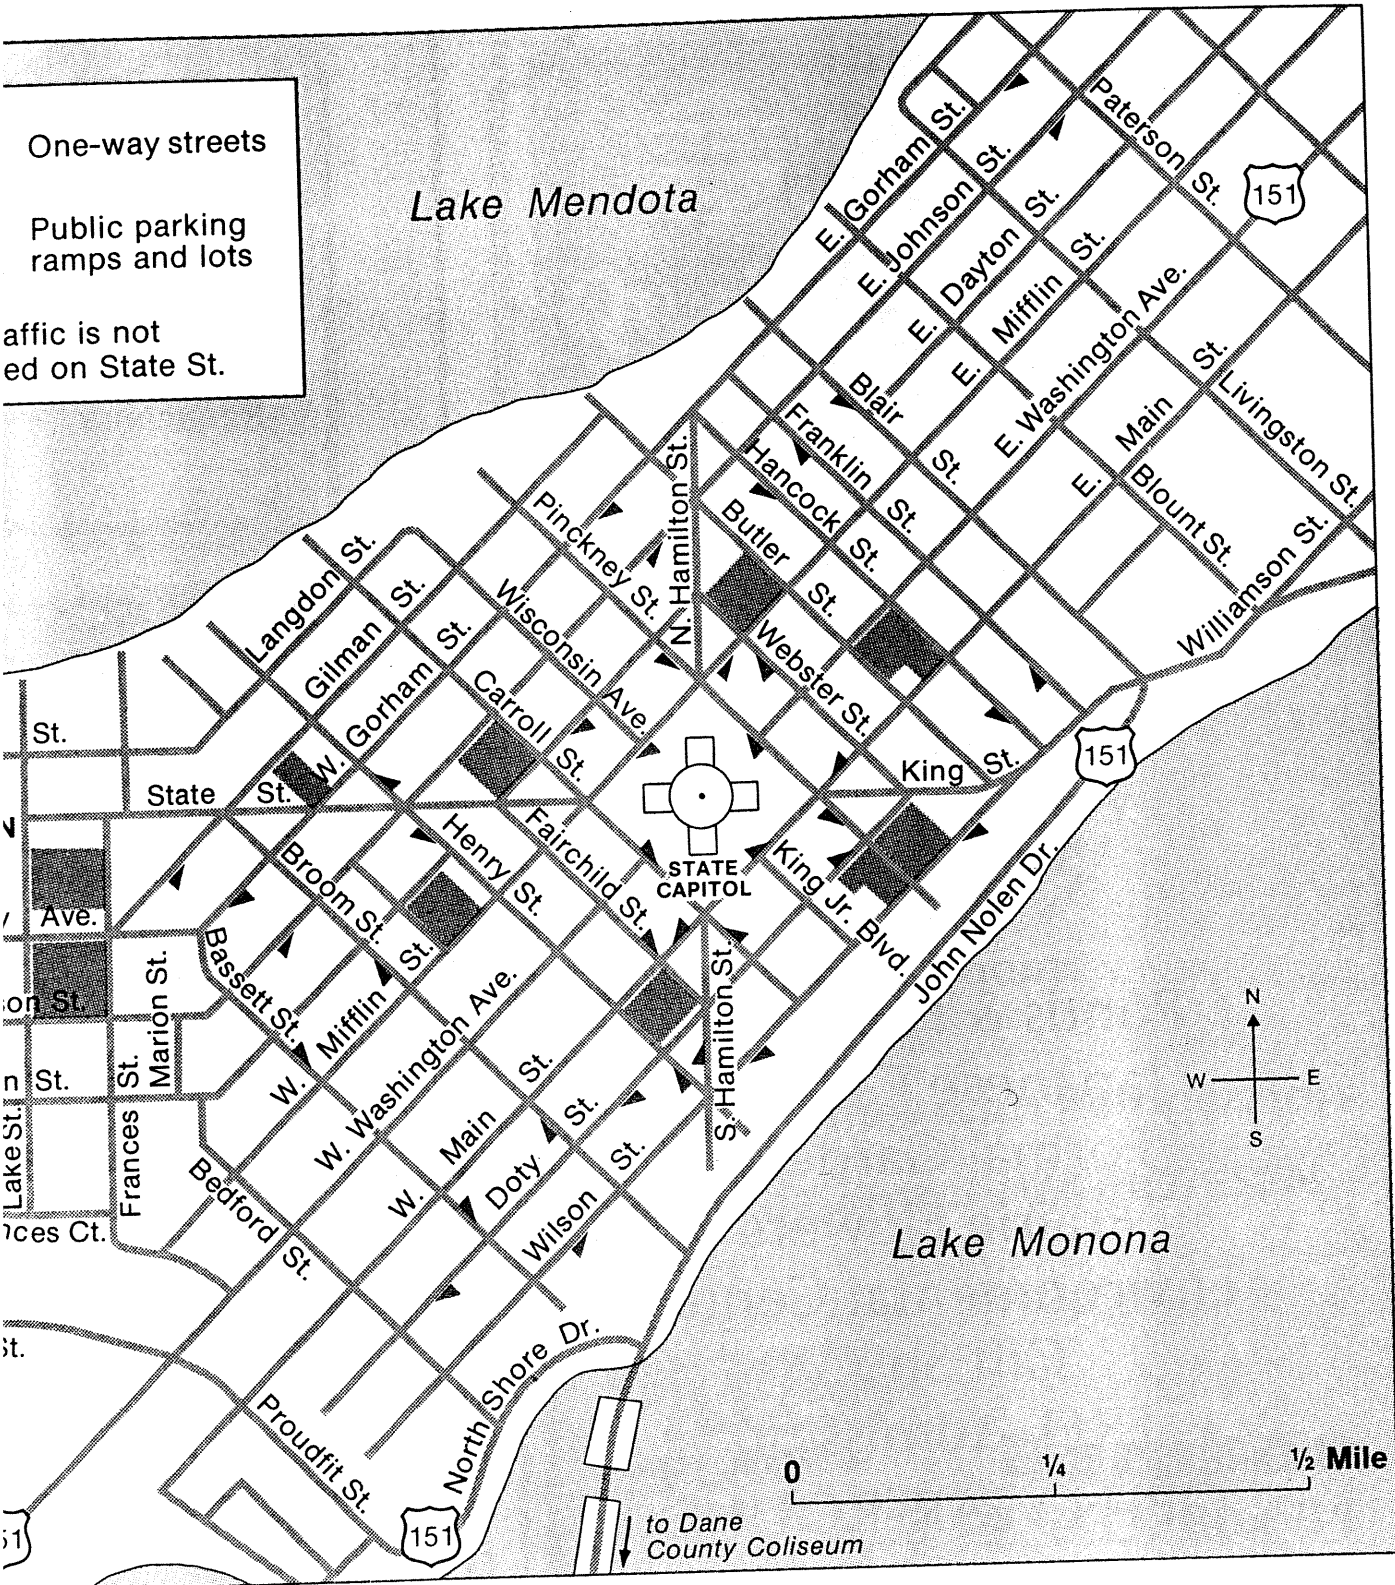 One-way streets
Public parking
ramps and lots
affic is not
ed on State St.
Lake Mendota
E. Gorham St.
E. Johnson St.
E. Dayton St.
E. Mifflin St.
E. Washington Ave.
E. Main St.
Paterson St.
151
Livingston St.
Blount St.
Williamson St.
Blair St.
Franklin St.
Hancock St.
Butler St.
Webster St.
N. Hamilton St.
Pinckney St.
Wisconsin Ave.
Carroll St.
Langdon St.
Gilman St.
W. Gorham St.
St.
State St.
N
Ave.
son St.
n St.
Lake St.
Frances St.
Marion St.
nces Ct.
St.
Henry St.
Fairchild St.
Broom St.
Bassett St.
W. Mifflin St.
W. Washington Ave.
W. Main St.
Doty St.
Wilson St.
Bedford St.
STATE
CAPITOL
King St.
King Jr. Blvd.
S. Hamilton St.
John Nolen Dr.
151
N
W E
S
Lake Monona
North Shore Dr.
Proudfit St.
151
51
0 1/4 1/2 Mile
to Dane
County Coliseum